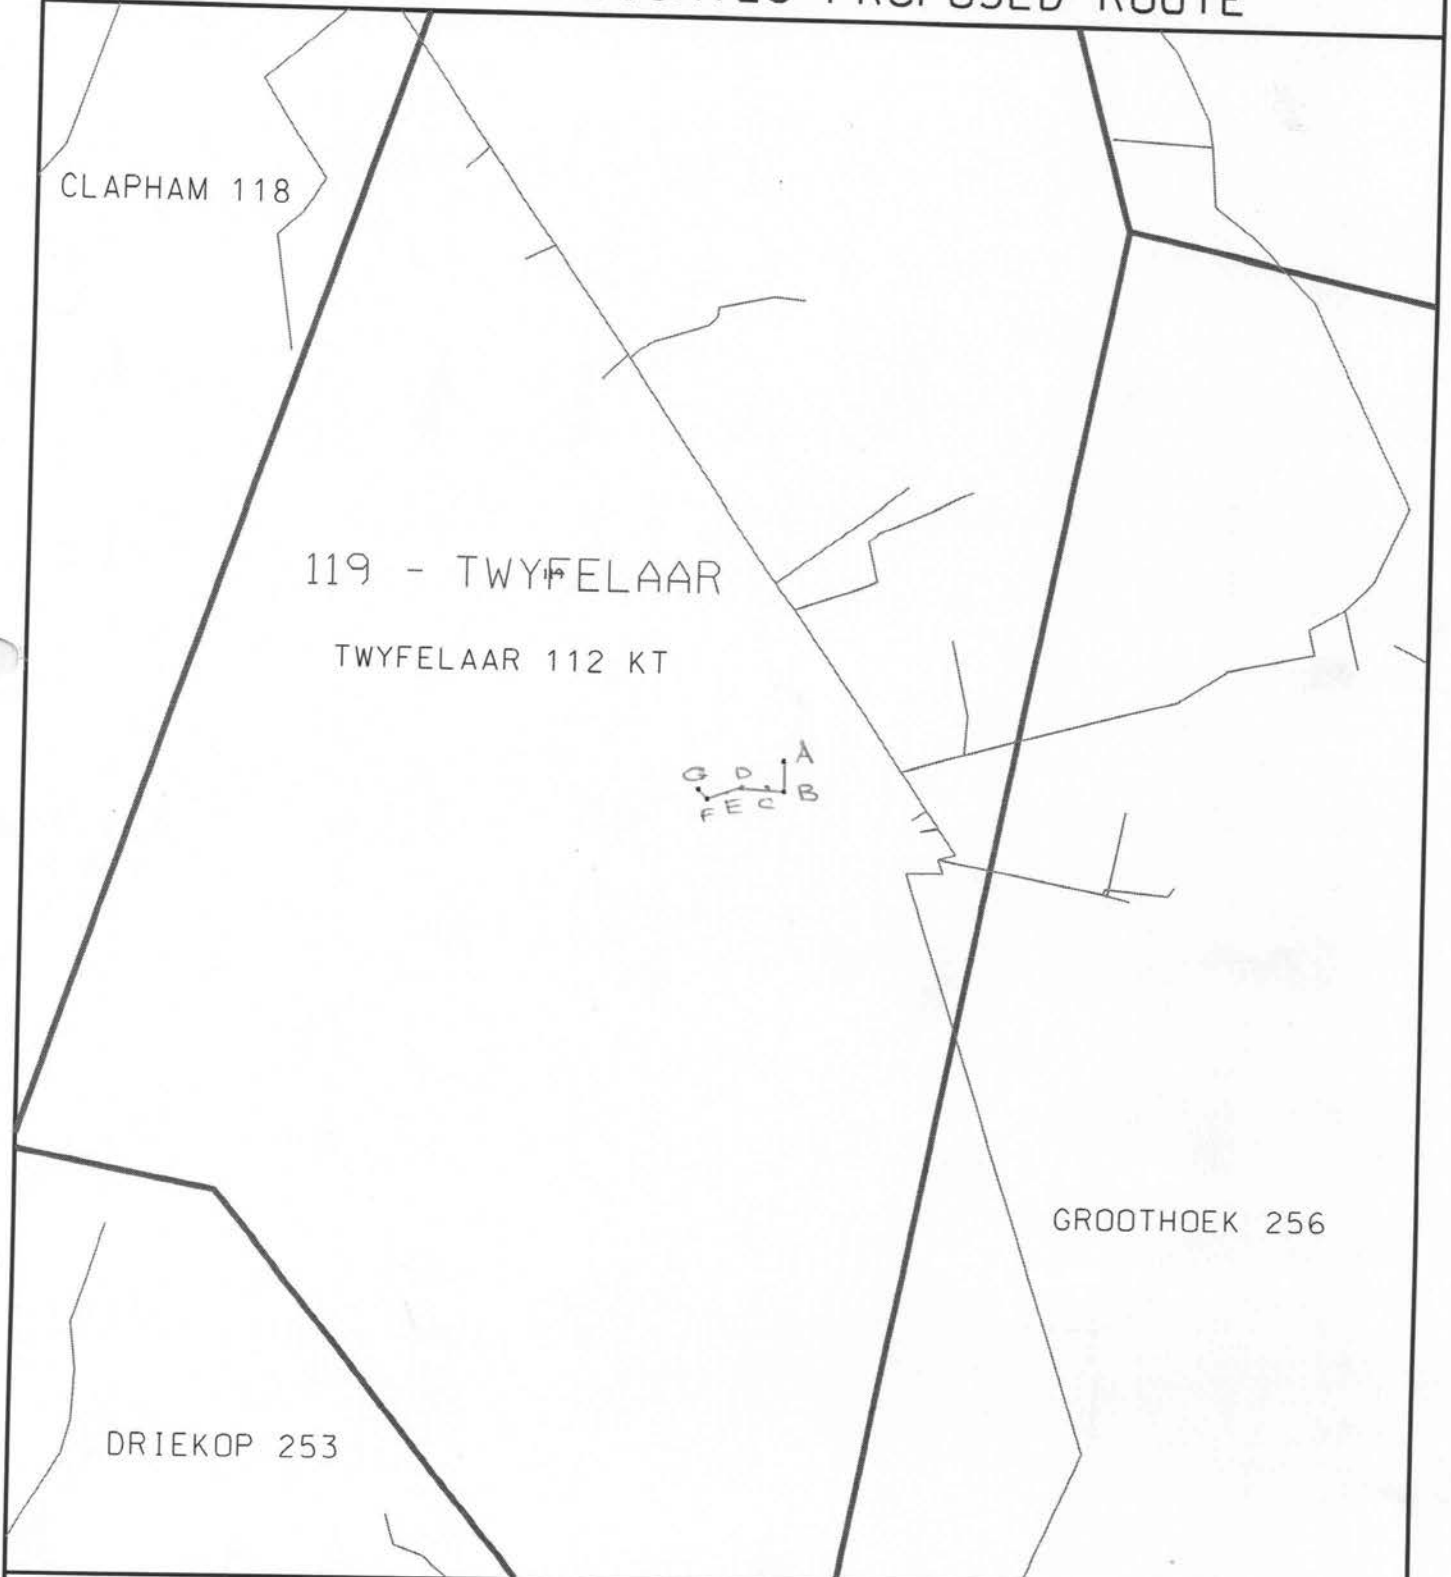 PROPOSED ROUTE
CLAPHAM 118
119 - TWYFELAAR
TWYFELAAR 112 KT
A
G D B
F E C
GROOTHOEK 256
DRIEKOP 253